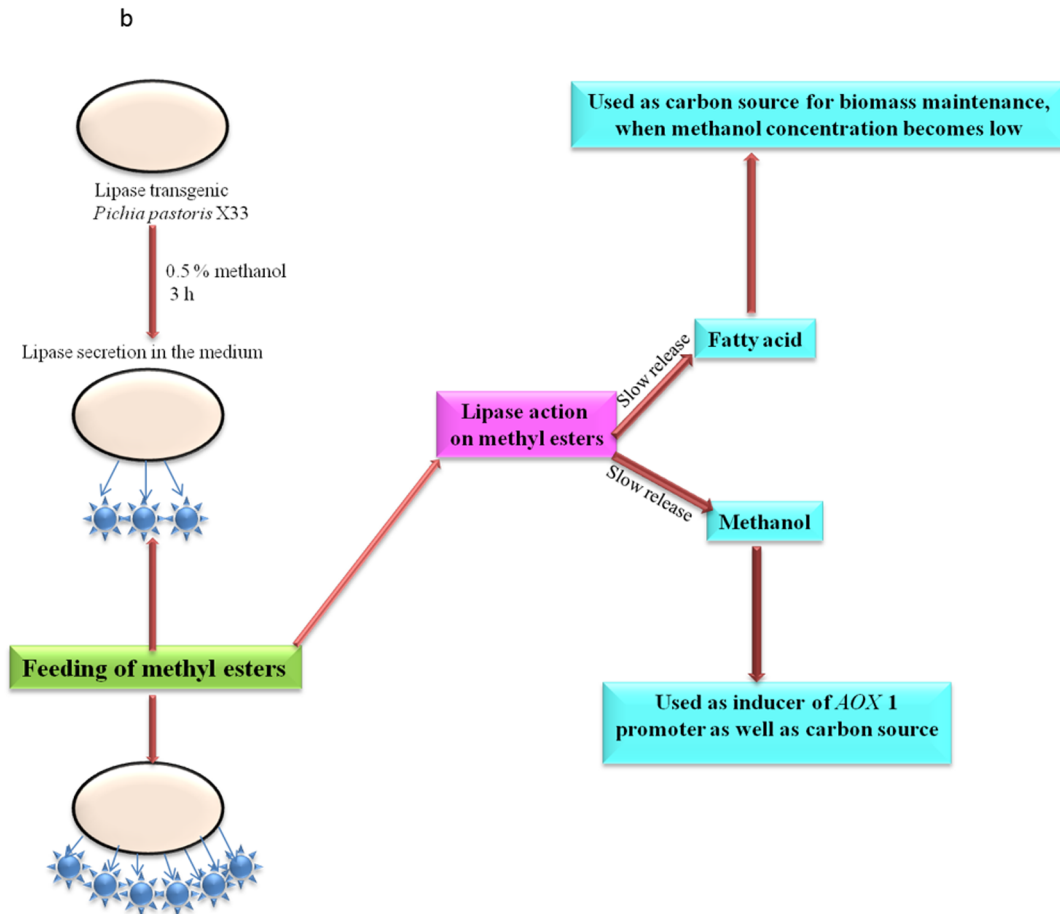 b
Lipase transgenic
Pichia pastoris X33
0.5 % methanol
3 h
Lipase secretion in the medium
Feeding of methyl esters
Lipase action
on methyl esters
Slow release
Fatty acid
Used as carbon source for biomass maintenance,
when methanol concentration becomes low
Slow release
Methanol
Used as inducer of AOX 1
promoter as well as carbon source